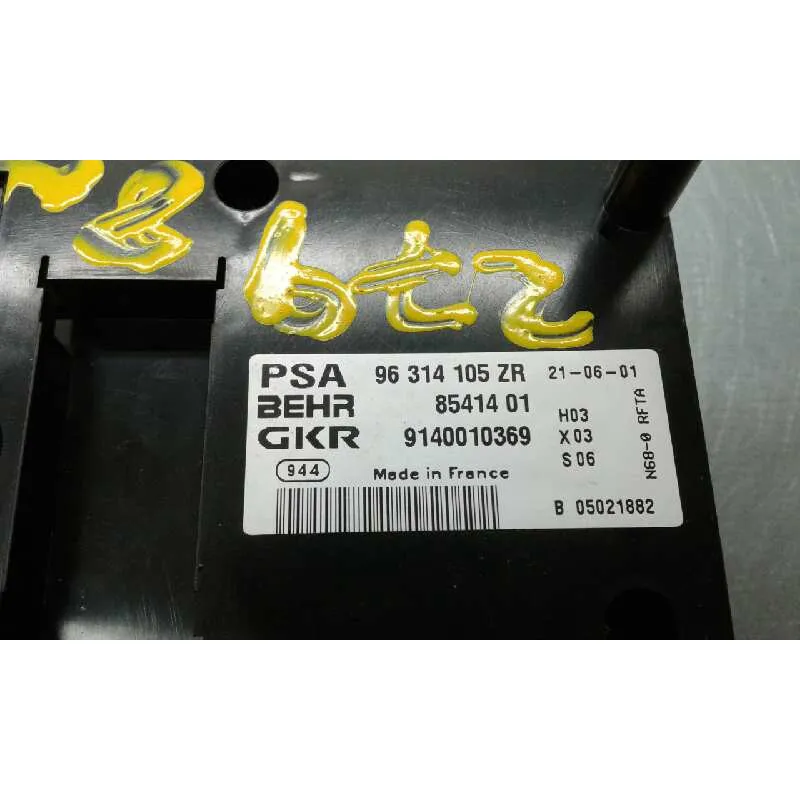 PSA 96 314 105 ZR 21-06-01
BEHR 85414 01 H03
GKR 9140010369 X03
S06
944 Made in France
B 05021882
N68-0 RFTA